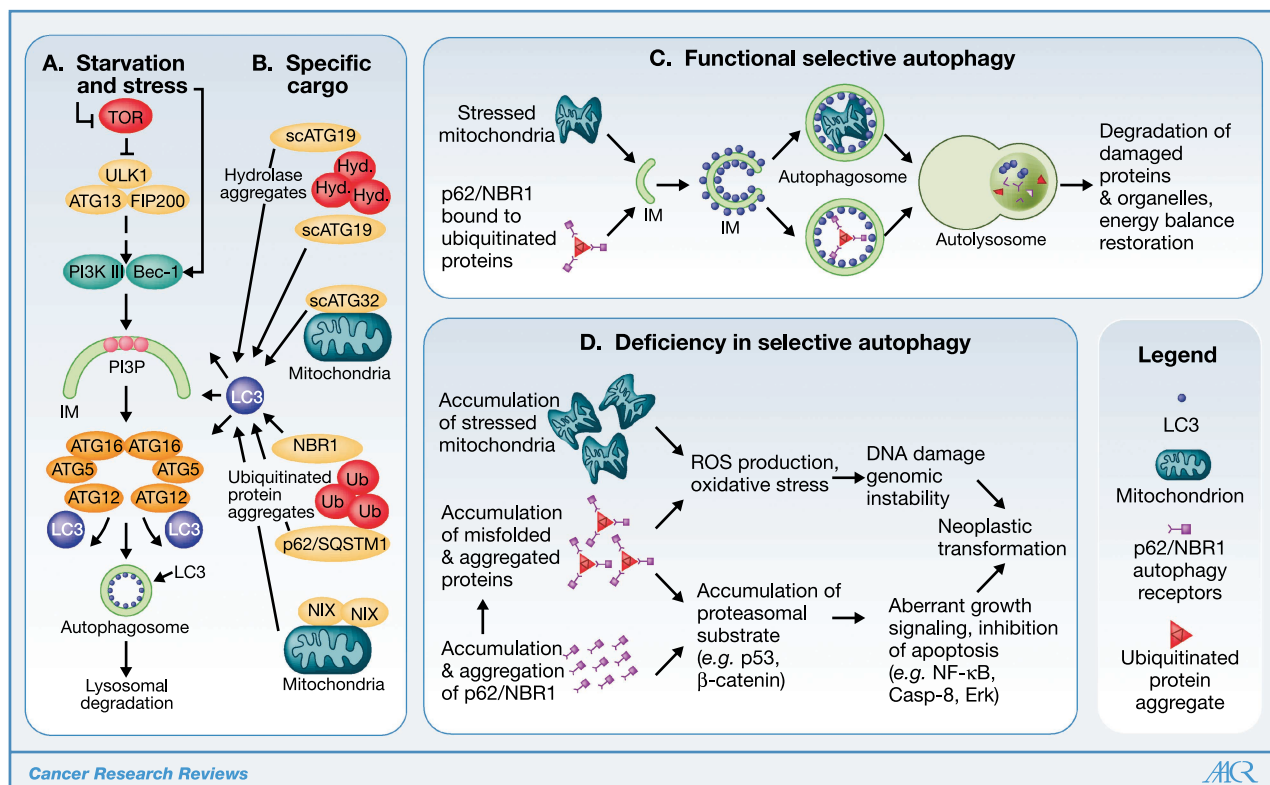 A. Starvation
and stress
TOR
ULK1
ATG13 FIP200
PI3K III Bec-1
PI3P
IM
ATG16 ATG16
ATG5 ATG5
ATG12 ATG12
LC3 LC3
LC3
Autophagosome
Lysosomal
degradation
B. Specific
cargo
scATG19
Hydrolase
aggregates
Hyd.
Hyd.
Hyd.
scATG19
scATG32
Mitochondria
LC3
NBR1
Ubiquitinated
protein
aggregates
Ub
Ub
Ub
p62/SQSTM1
NIX NIX
Mitochondria
C. Functional selective autophagy
Stressed
mitochondria
p62/NBR1
bound to
ubiquitinated
proteins
IM
IM
Autophagosome
Autolysosome
Degradation of
damaged
proteins
& organelles,
energy balance
restoration
D. Deficiency in selective autophagy
Accumulation
of stressed
mitochondria
Accumulation
of misfolded
& aggregated
proteins
Accumulation
& aggregation
of p62/NBR1
ROS production,
oxidative stress
DNA damage
genomic
instability
Neoplastic
transformation
Accumulation of
proteasomal
substrate
(e.g. p53,
β-catenin)
Aberrant growth
signaling, inhibition
of apoptosis
(e.g. NF-κB,
Casp-8, Erk)
Legend
LC3
Mitochondrion
p62/NBR1
autophagy
receptors
Ubiquitinated
protein
aggregate
Cancer Research Reviews
AACR